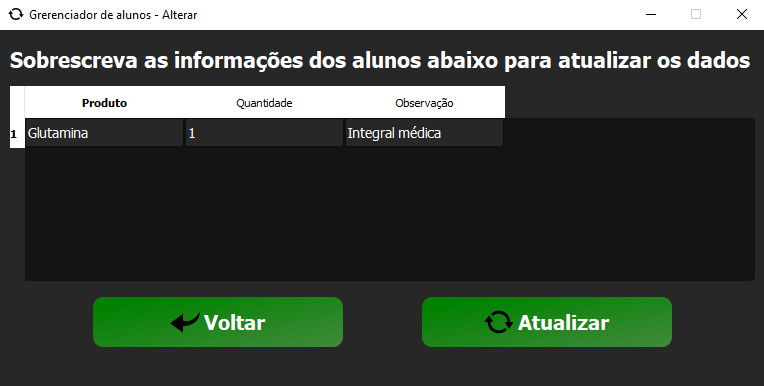 Grerenciador de alunos - Alterar
Sobrescreva as informações dos alunos abaixo para atualizar os dados
Produto Quantidade Observação
1 Glutamina 1 Integral médica
Voltar Atualizar